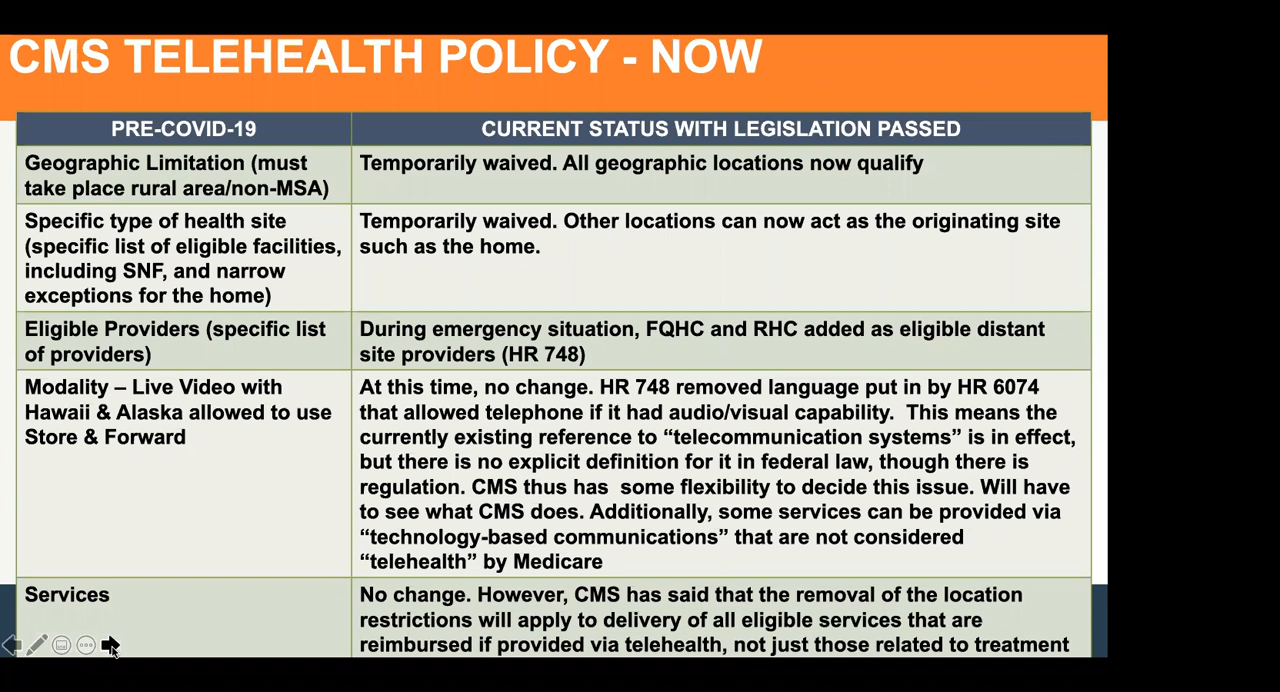 CMS TELEHEALTH POLICY - NOW
PRE-COVID-19
CURRENT STATUS WITH LEGISLATION PASSED
Geographic Limitation (must
take place rural area/non-MSA)
Temporarily waived. All geographic locations now qualify
Specific type of health site
(specific list of eligible facilities,
including SNF, and narrow
exceptions for the home)
Temporarily waived. Other locations can now act as the originating site
such as the home.
Eligible Providers (specific list
of providers)
During emergency situation, FQHC and RHC added as eligible distant
site providers (HR 748)
Modality – Live Video with
Hawaii & Alaska allowed to use
Store & Forward
At this time, no change. HR 748 removed language put in by HR 6074
that allowed telephone if it had audio/visual capability.  This means the
currently existing reference to “telecommunication systems” is in effect,
but there is no explicit definition for it in federal law, though there is
regulation. CMS thus has  some flexibility to decide this issue. Will have
to see what CMS does. Additionally, some services can be provided via
“technology-based communications” that are not considered
“telehealth” by Medicare
Services
No change. However, CMS has said that the removal of the location
restrictions will apply to delivery of all eligible services that are
reimbursed if provided via telehealth, not just those related to treatment